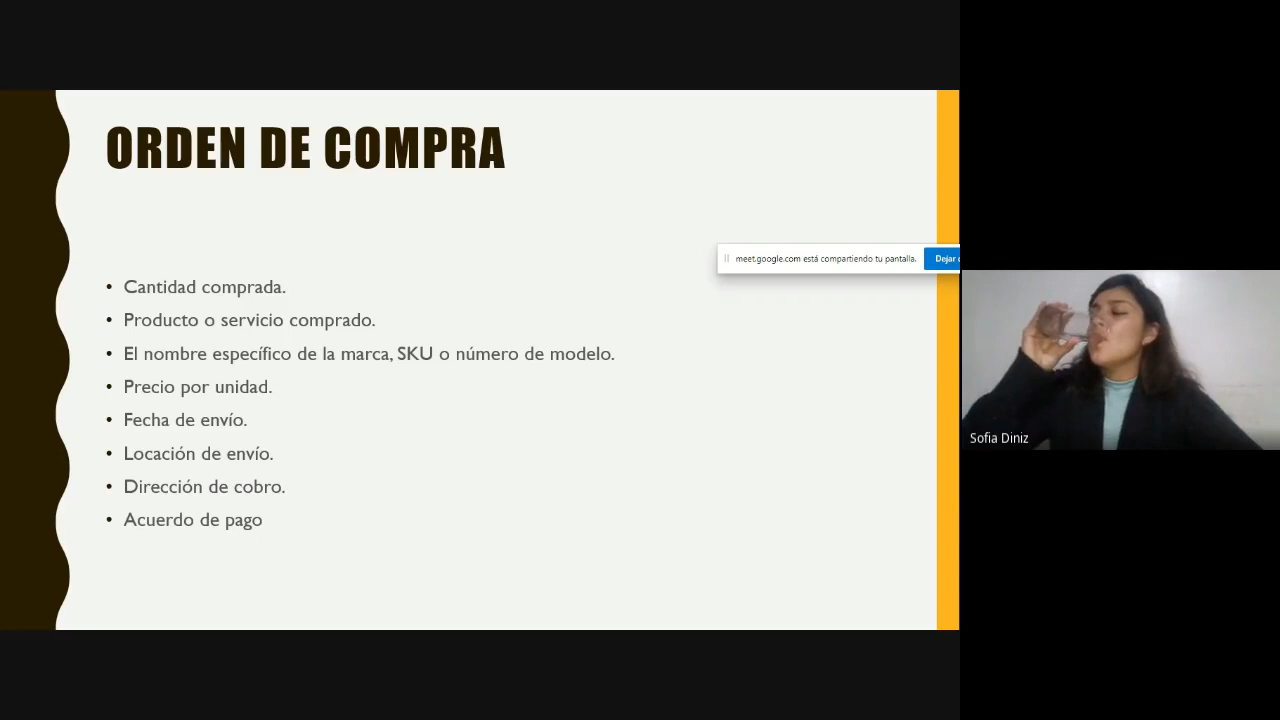 ORDEN DE COMPRA
meet.google.com está compartiendo tu pantalla.
Dejar
• Cantidad comprada.
• Producto o servicio comprado.
• El nombre específico de la marca, SKU o número de modelo.
• Precio por unidad.
• Fecha de envío.
• Locación de envío.
• Dirección de cobro.
• Acuerdo de pago
Sofia Diniz